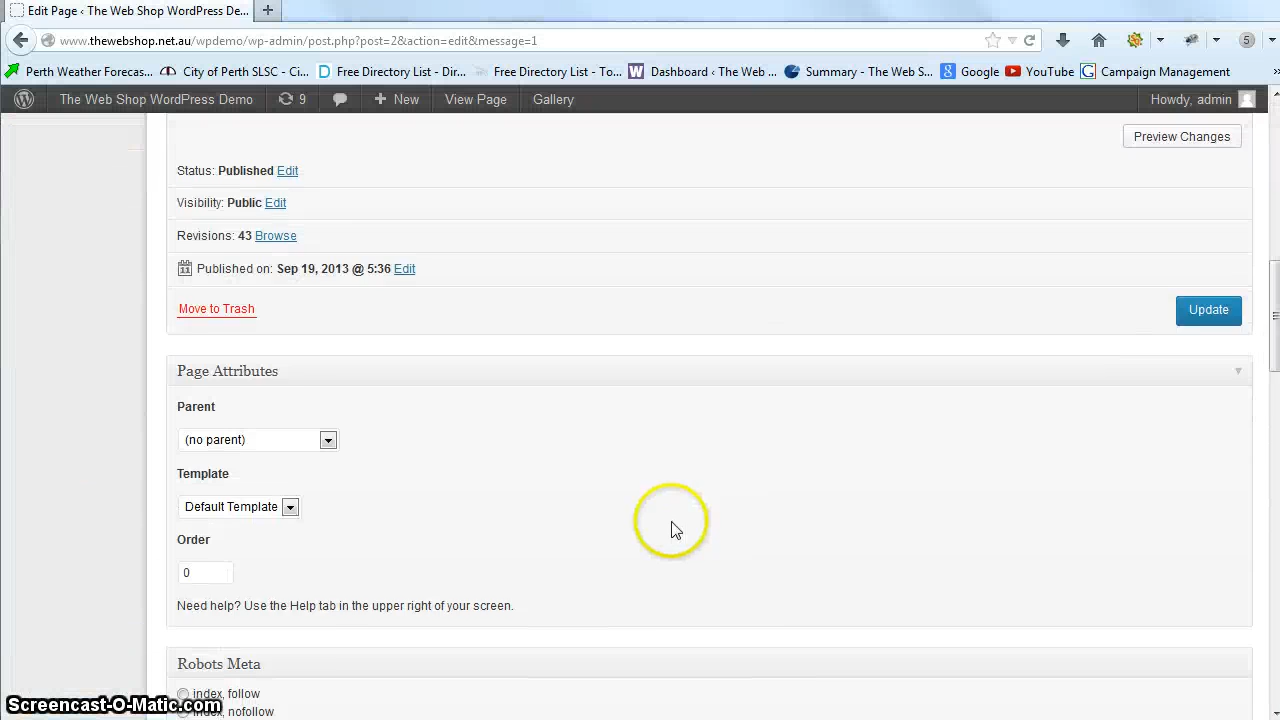 Edit Page ‹ The Web Shop WordPress De...
www.thewebshop.net.au/wpdemo/wp-admin/post.php?post=2&action=edit&message=1
5
Perth Weather Forecas... City of Perth SLSC - Ci... Free Directory List - Dir... Free Directory List - To... Dashboard ‹ The Web ... Summary - The Web S... Google YouTube Campaign Management
The Web Shop WordPress Demo 9 New View Page Gallery Howdy, admin
Preview Changes
Status: Published Edit
Visibility: Public Edit
Revisions: 43 Browse
Published on: Sep 19, 2013 @ 5:36 Edit
Move to Trash Update
Page Attributes
Parent
(no parent)
Template
Default Template
Order
0
Need help? Use the Help tab in the upper right of your screen.
Robots Meta
index, follow
index, nofollow
Screencast-O-Matic.com